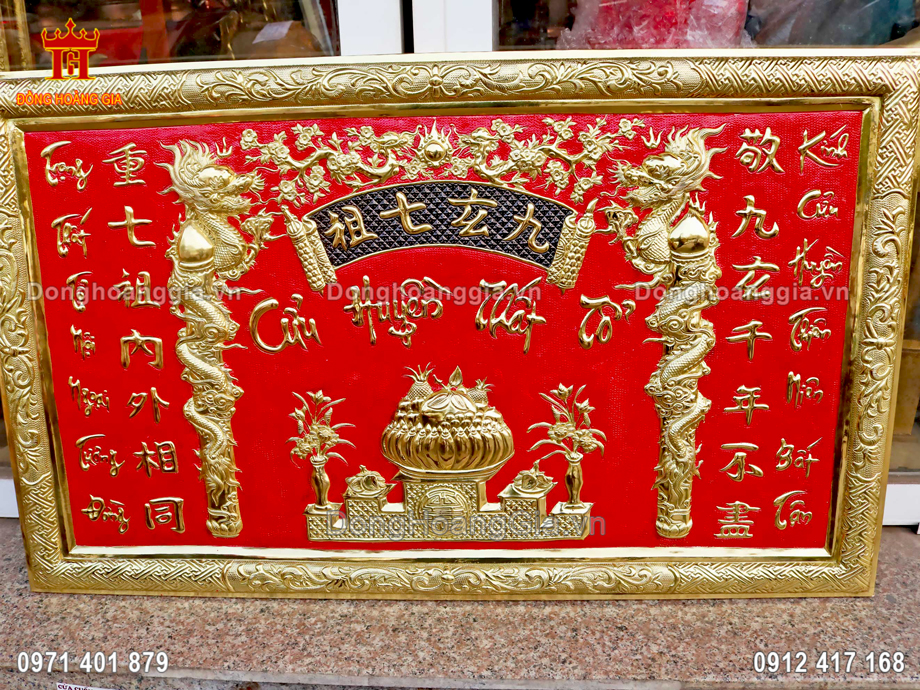 ĐỒNG HOÀNG GIA
九玄七祖
Cửu Huyền Thất Tổ
敬九玄千年不盡
Kính Cửu Huyền Thiên Niên Bất Tận
重七祖內外相同
Trọng Thất Tổ Nội Ngoại Tương Đồng
Donghoanggia.vn
Donghoanggia.vn
Donghoanggia.vn
DongHoangGia.vn
0971 401 879
0912 417 168